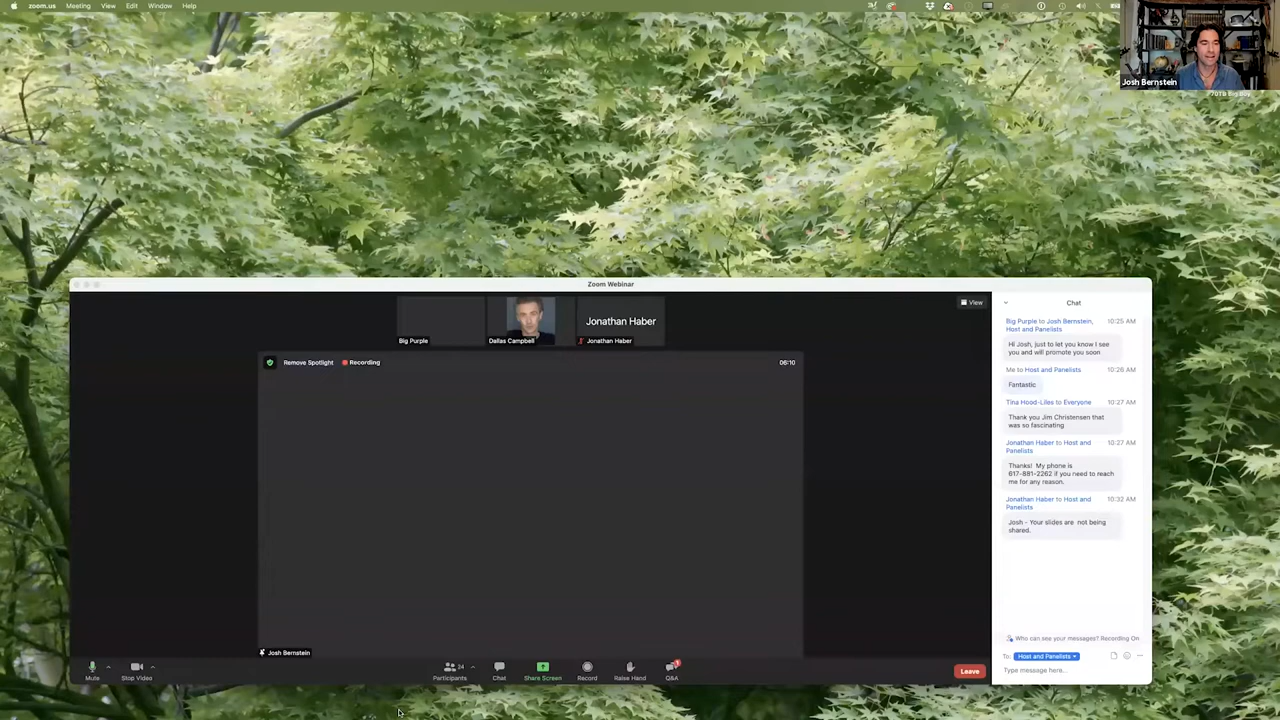 zoom.us Meeting View Edit Window Help
Josh Bernstein
Zoom Webinar
View
Big Purple
Dallas Campbell
Jonathan Haber
Jonathan Haber
Remove Spotlight Recording
06:10
Josh Bernstein
Mute
Stop Video
24
Participants
Chat
Share Screen
Record
Raise Hand
Q&A
Leave
Chat
Big Purple to Josh Bernstein, 10:25 AM
Host and Panelists
Hi Josh, just to let you know I see
you and will promote you soon
Me to Host and Panelists 10:26 AM
Fantastic
Tina Hood-Liles to Everyone 10:27 AM
Thank you Jim Christensen that
was so fascinating
Jonathan Haber to Host and 10:27 AM
Panelists
Thanks! My phone is
617-881-2262 if you need to reach
me for any reason.
Jonathan Haber to Host and 10:32 AM
Panelists
Josh - Your slides are not being
shared.
Who can see your messages? Recording On
To: Host and Panelists
Type message here...